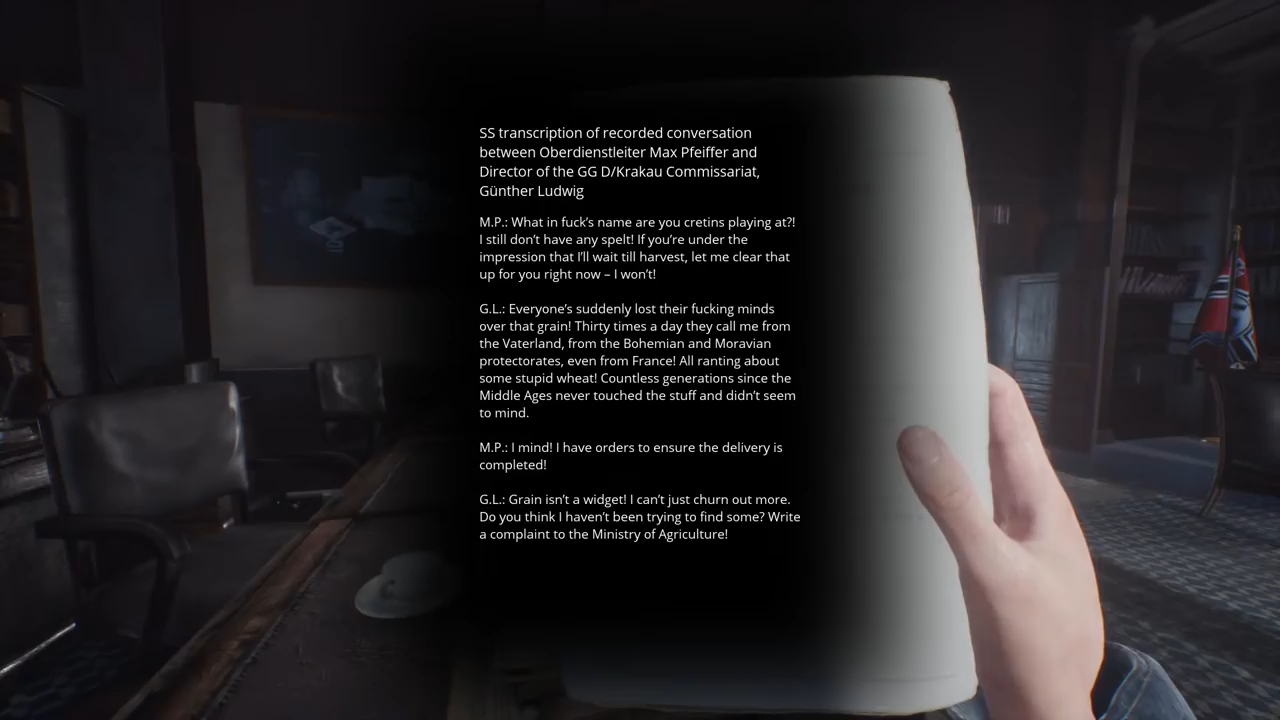 SS transcription of recorded conversation
between Oberdienstleiter Max Pfeiffer and
Director of the GG D/Krakau Commissariat,
Günther Ludwig
M.P.: What in fuck’s name are you cretins playing at?!
I still don’t have any spelt! If you’re under the
impression that I’ll wait till harvest, let me clear that
up for you right now – I won’t!
G.L.: Everyone’s suddenly lost their fucking minds
over that grain! Thirty times a day they call me from
the Vaterland, from the Bohemian and Moravian
protectorates, even from France! All ranting about
some stupid wheat! Countless generations since the
Middle Ages never touched the stuff and didn’t seem
to mind.
M.P.: I mind! I have orders to ensure the delivery is
completed!
G.L.: Grain isn’t a widget! I can’t just churn out more.
Do you think I haven’t been trying to find some? Write
a complaint to the Ministry of Agriculture!